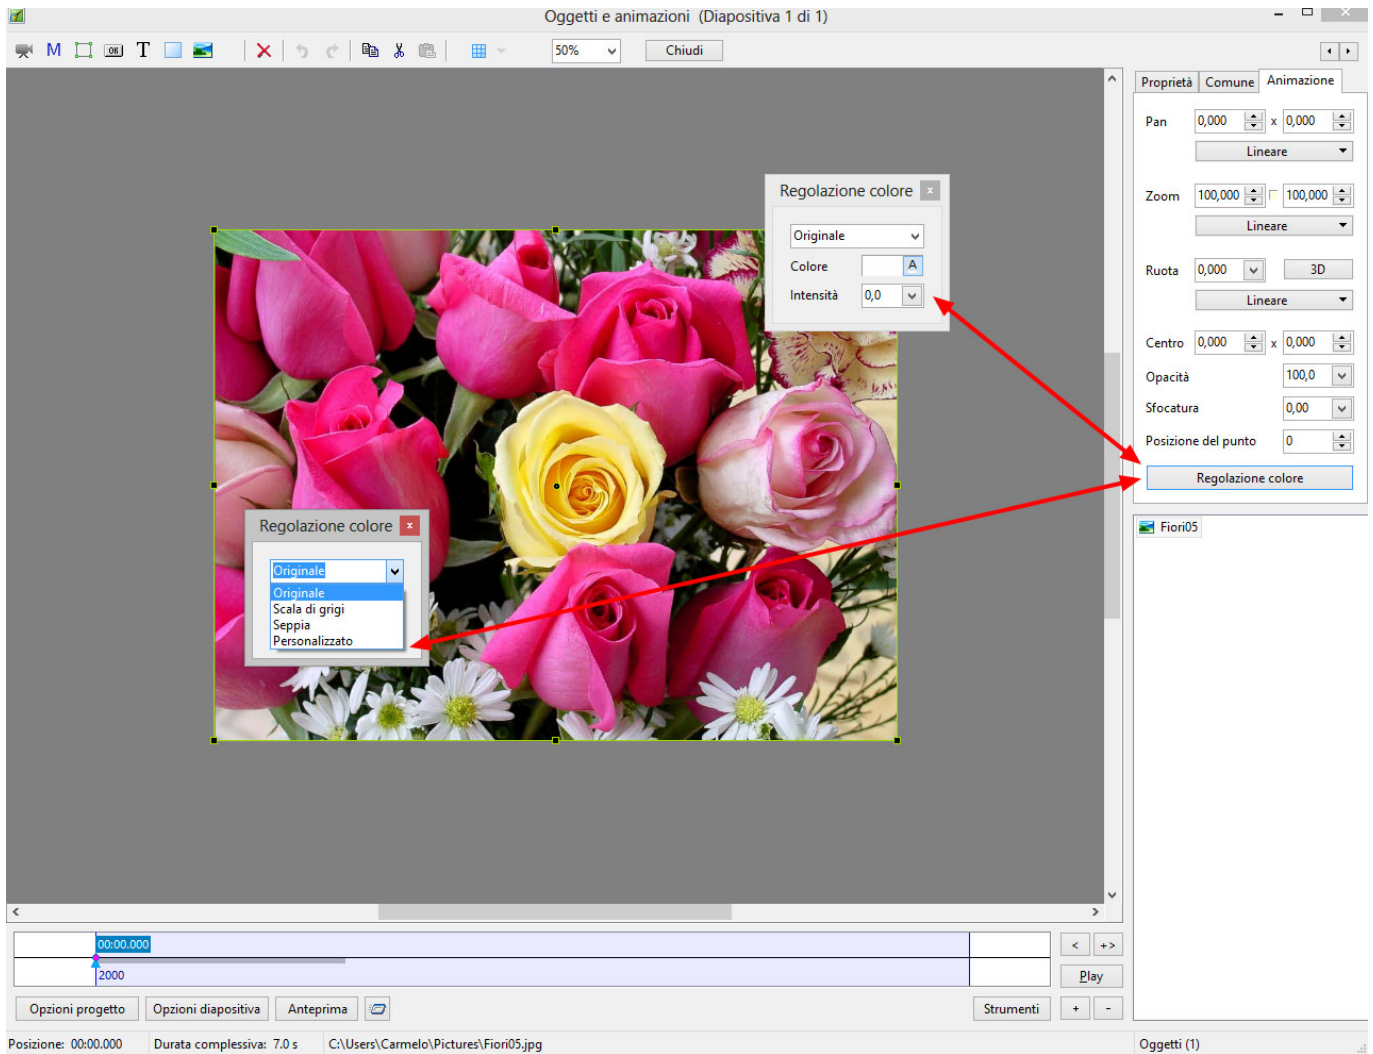 Oggetti e animazioni  (Diapositiva 1 di 1)
M OK T 50% Chiudi
Proprietà Comune Animazione
Pan 0,000 x 0,000
Lineare
Zoom 100,000 100,000
Lineare
Ruota 0,000 3D
Lineare
Centro 0,000 x 0,000
Opacità 100,0
Sfocatura 0,00
Posizione del punto 0
Regolazione colore
Regolazione colore x
Originale
Colore A
Intensità 0,0
Regolazione colore x
Originale
Originale
Scala di grigi
Seppia
Personalizzato
Fiori05
00:00.000
2000
< +>
Play
Opzioni progetto Opzioni diapositiva Anteprima Strumenti + -
Posizione: 00:00.000 Durata complessiva: 7.0 s C:\Users\Carmelo\Pictures\Fiori05.jpg Oggetti (1)